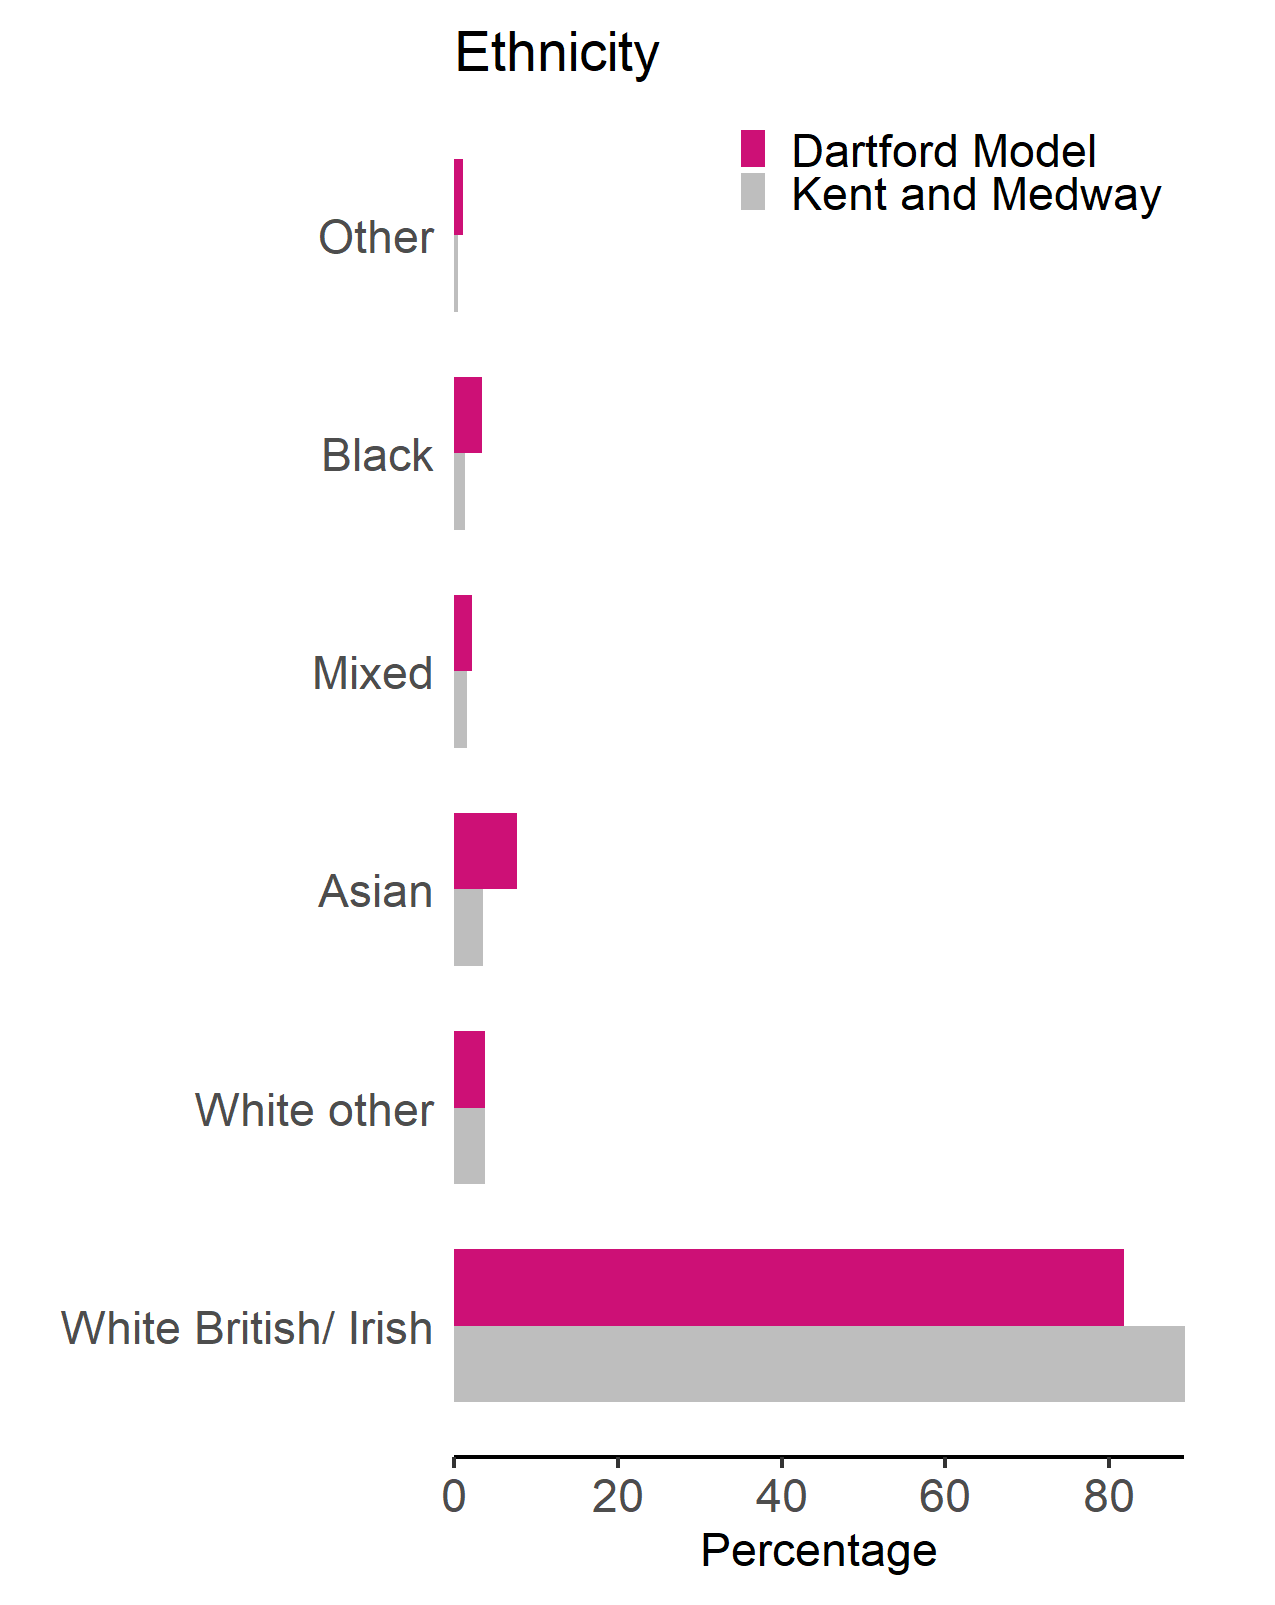 Ethnicity
Dartford Model
Kent and Medway
Other
Black
Mixed
Asian
White other
White British/ Irish
0 20 40 60 80
Percentage